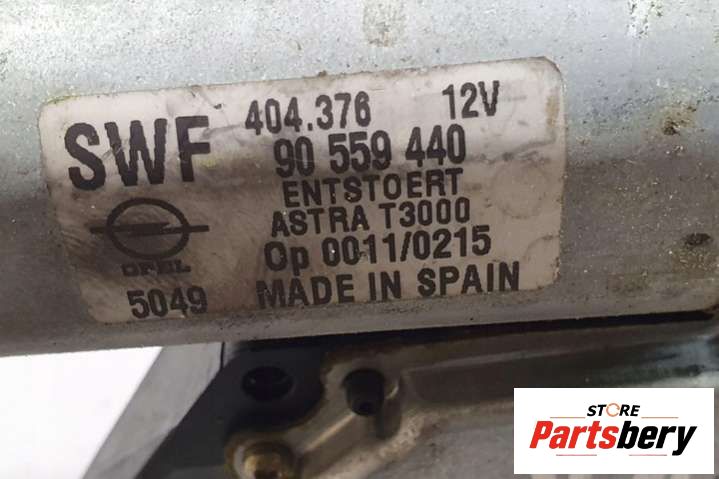 SWF 404.376 12V
90 559 440
ENTSTOERT
ASTRA T3000
OPEL Op 0011/0215
5049 MADE IN SPAIN
STORE
Partsbery